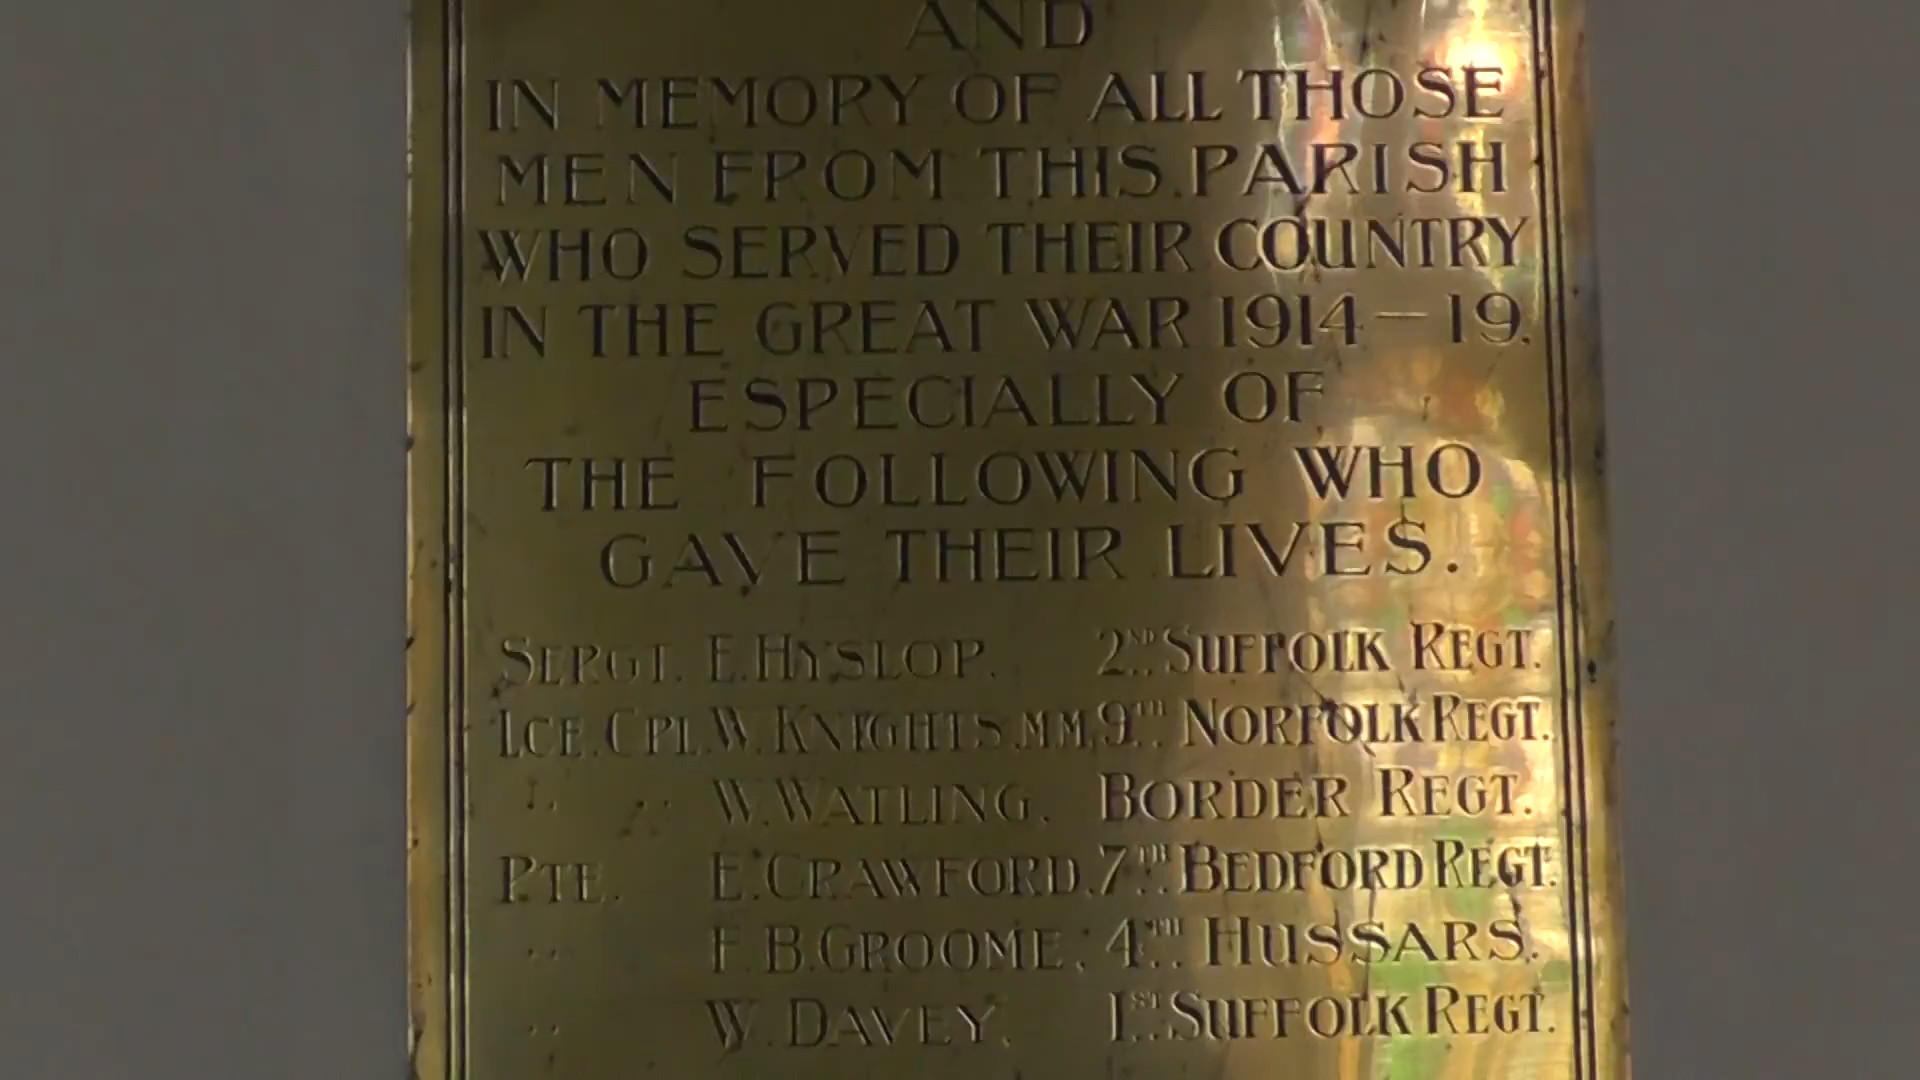 AND
IN MEMORY OF ALL THOSE
MEN FROM THIS PARISH
WHO SERVED THEIR COUNTRY
IN THE GREAT WAR 1914-19.
ESPECIALLY OF
THE FOLLOWING WHO
GAVE THEIR LIVES.
SERGT. E. HYSLOP. 2ND SUFFOLK REGT.
LCE. CPL. W. KNIGHTS. M.M. 9TH NORFOLK REGT.
" " W. WATLING. BORDER REGT.
PTE. E. CRAWFORD. 7TH BEDFORD REGT.
" F. B. GROOME. 4TH HUSSARS.
" W. DAVEY. 1ST SUFFOLK REGT.